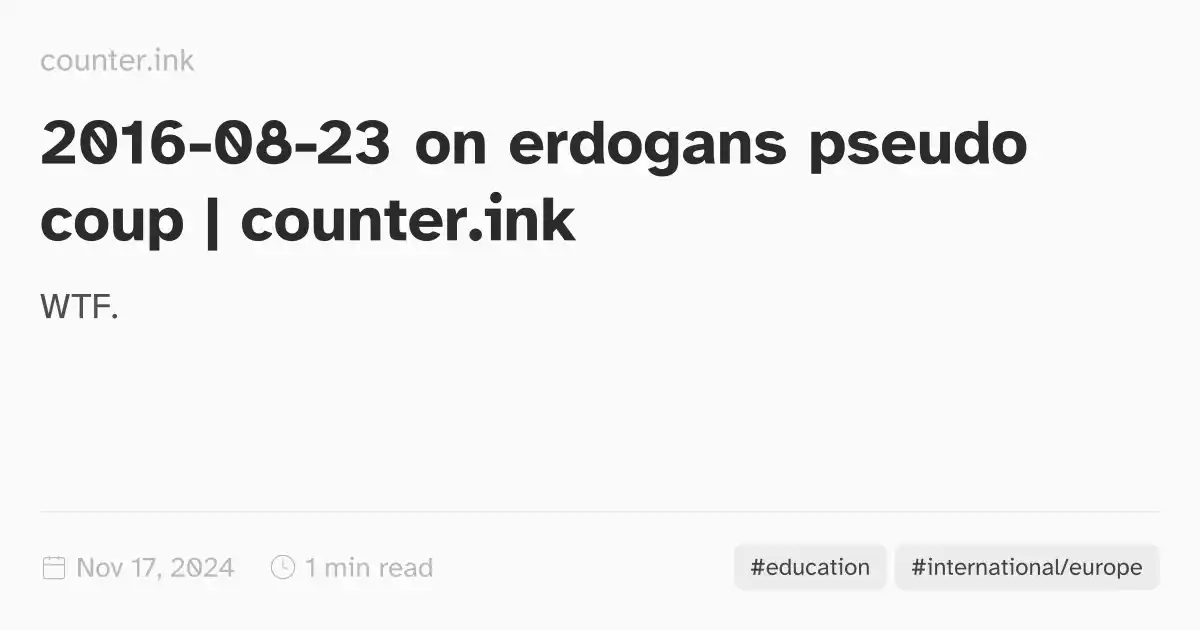 counter.ink
2016-08-23 on erdogans pseudo
coup | counter.ink
WTF.
Nov 17, 2024
1 min read
#education
#international/europe